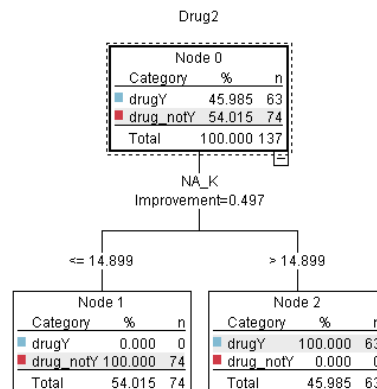 Drug2
Node 0
Category % n
drugY 45.985 63
drug_notY 54.015 74
Total 100.000 137
NA_K
Improvement=0.497
<= 14.899
> 14.899
Node 1
Category % n
drugY 0.000 0
drug_notY 100.000 74
Total 54.015 74
Node 2
Category % n
drugY 100.000 63
drug_notY 0.000 0
Total 45.985 63